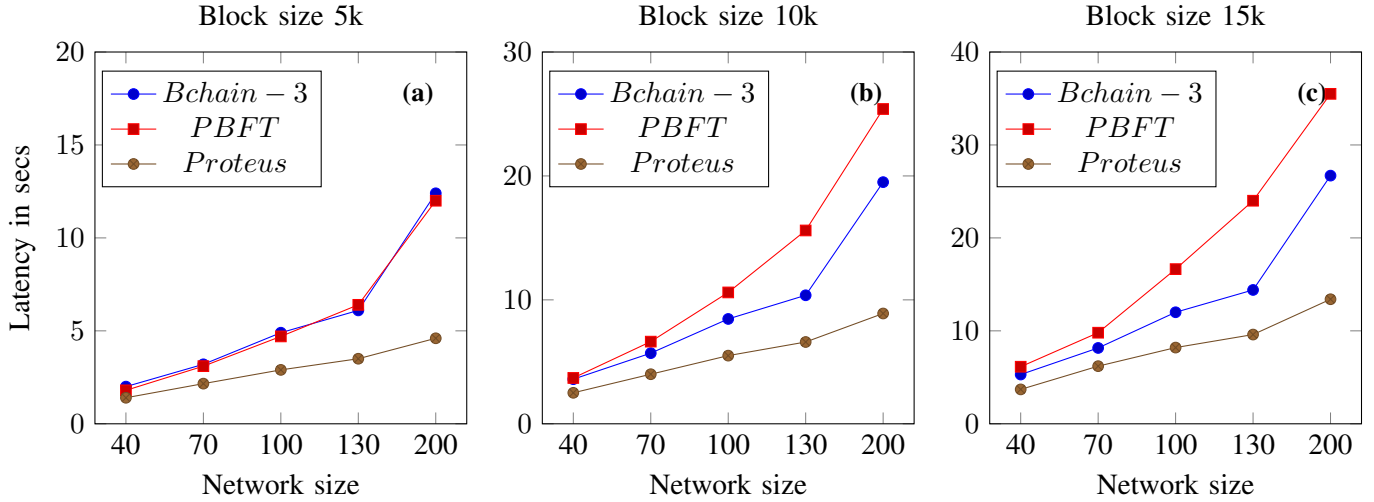 Block size 5k
20
15
10
5
0
Bchain − 3
PBFT
Proteus
(a)
40 70 100 130 200
Network size
Latency in secs
Block size 10k
30
20
10
0
Bchain − 3
PBFT
Proteus
(b)
40 70 100 130 200
Network size
Block size 15k
40
30
20
10
0
Bchain − 3
PBFT
Proteus
(c)
40 70 100 130 200
Network size